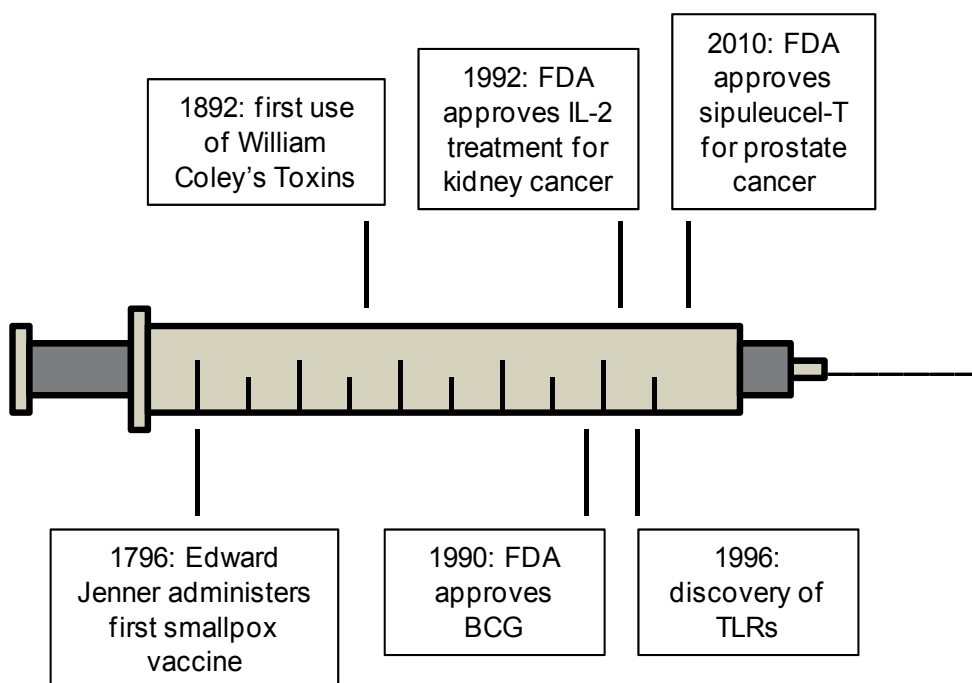 1892: first use
of William
Coley's Toxins
1992: FDA
approves IL-2
treatment for
kidney cancer
2010: FDA
approves
sipuleucel-T
for prostate
cancer
1796: Edward
Jenner administers
first smallpox
vaccine
1990: FDA
approves
BCG
1996:
discovery of
TLRs